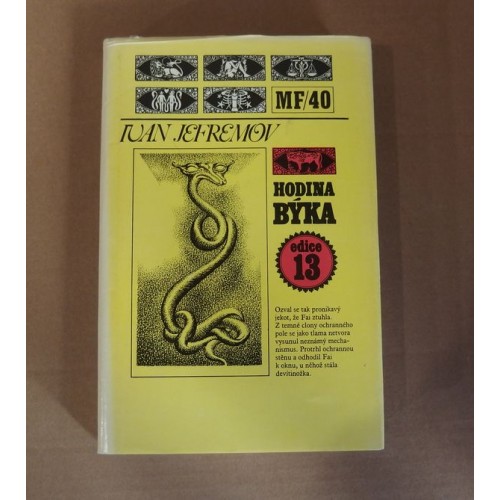 MF/40
IVAN JEFREMOV
HODINA
BÝKA
edice
13
Ozval se tak pronikavý
jekot, že Fai ztuhla.
Z temné clony ochranného
pole se jako tlama netvora
vysunul neznámý mecha-
nismus. Protrhl ochrannou
stěnu a odhodil Fai
k oknu, u něhož stála
devítinožka.